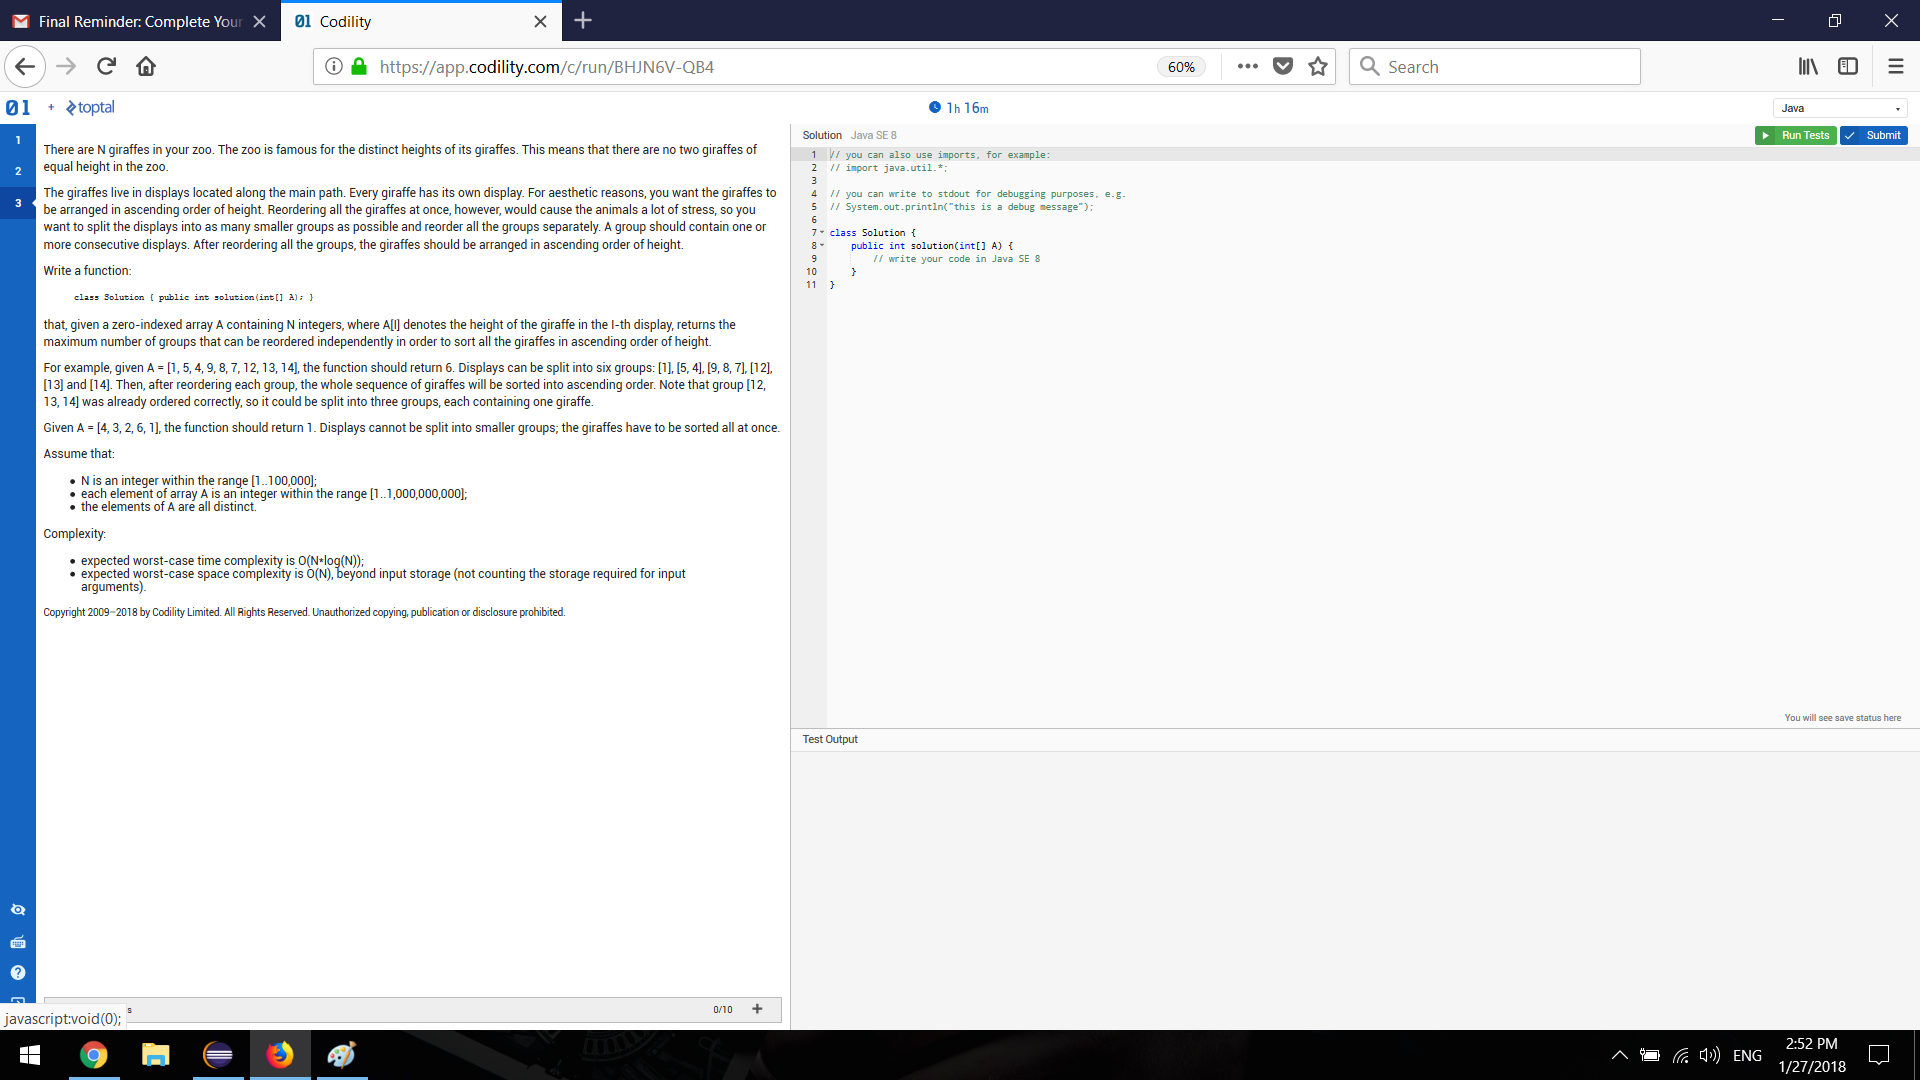 Final Reminder: Complete Your
Codility
https://app.codility.com/c/run/BHJN6V-QB4
60%
Search
01 + toptal
1h 16m
Java
1
2
3
There are N giraffes in your zoo. The zoo is famous for the distinct heights of its giraffes. This means that there are no two giraffes of
equal height in the zoo.
The giraffes live in displays located along the main path. Every giraffe has its own display. For aesthetic reasons, you want the giraffes to
be arranged in ascending order of height. Reordering all the giraffes at once, however, would cause the animals a lot of stress, so you
want to split the displays into as many smaller groups as possible and reorder all the groups separately. A group should contain one or
more consecutive displays. After reordering all the groups, the giraffes should be arranged in ascending order of height.
Write a function:
class Solution { public int solution(int[] A); }
that, given a zero-indexed array A containing N integers, where A[I] denotes the height of the giraffe in the I-th display, returns the
maximum number of groups that can be reordered independently in order to sort all the giraffes in ascending order of height.
For example, given A = [1, 5, 4, 9, 8, 7, 12, 13, 14], the function should return 6. Displays can be split into six groups: [1], [5, 4], [9, 8, 7], [12],
[13] and [14]. Then, after reordering each group, the whole sequence of giraffes will be sorted into ascending order. Note that group [12,
13, 14] was already ordered correctly, so it could be split into three groups, each containing one giraffe.
Given A = [4, 3, 2, 6, 1], the function should return 1. Displays cannot be split into smaller groups; the giraffes have to be sorted all at once.
Assume that:
• N is an integer within the range [1..100,000];
• each element of array A is an integer within the range [1..1,000,000,000];
• the elements of A are all distinct.
Complexity:
• expected worst-case time complexity is O(N*log(N));
• expected worst-case space complexity is O(N), beyond input storage (not counting the storage required for input
arguments).
Copyright 2009–2018 by Codility Limited. All Rights Reserved. Unauthorized copying, publication or disclosure prohibited.
s
0/10 +
javascript:void(0);
Solution Java SE 8
Run Tests
Submit
1 // you can also use imports, for example:
2 // import java.util.*;
3
4 // you can write to stdout for debugging purposes, e.g.
5 // System.out.println("this is a debug message");
6
7 class Solution {
8 public int solution(int[] A) {
9 // write your code in Java SE 8
10 }
11 }
You will see save status here
Test Output
ENG
2:52 PM
1/27/2018